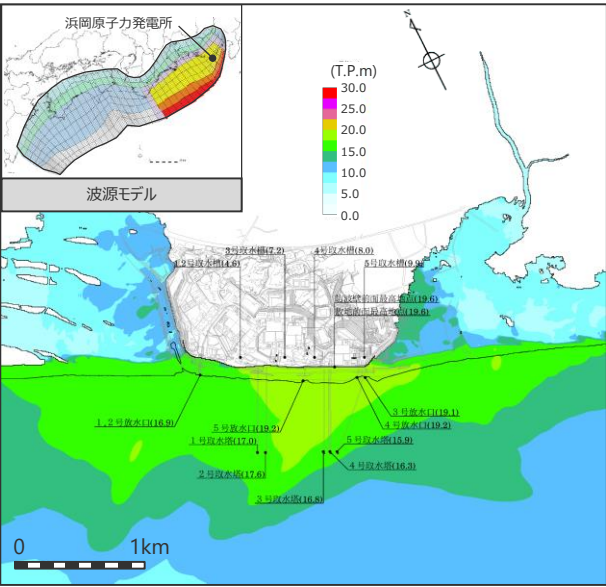 浜岡原子力発電所
波源モデル
N
(T.P.m)
30.0
25.0
20.0
15.0
10.0
5.0
0.0
3号取水槽(7.2)
4号取水槽(8.0)
1,2号取水槽(4.6)
5号取水槽(9.9)
防波壁前面最高地点(19.6)
敷地前面最高地点(19.6)
1,2号放水口(16.9)
5号放水口(19.2)
3号放水口(19.1)
4号放水口(19.2)
1号取水塔(17.0)
5号取水塔(15.9)
2号取水塔(17.6)
4号取水塔(16.3)
3号取水塔(16.8)
0 1km